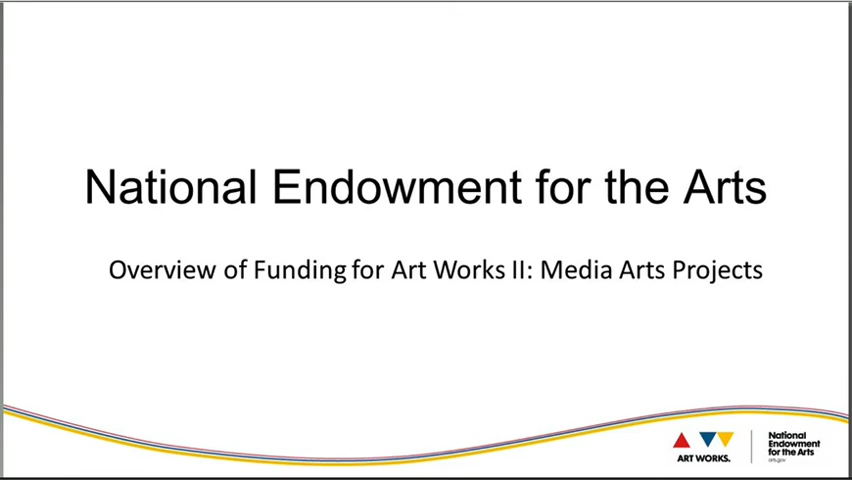 National Endowment for the Arts
Overview of Funding for Art Works II: Media Arts Projects
ART WORKS.
National
Endowment
for the Arts
arts.gov